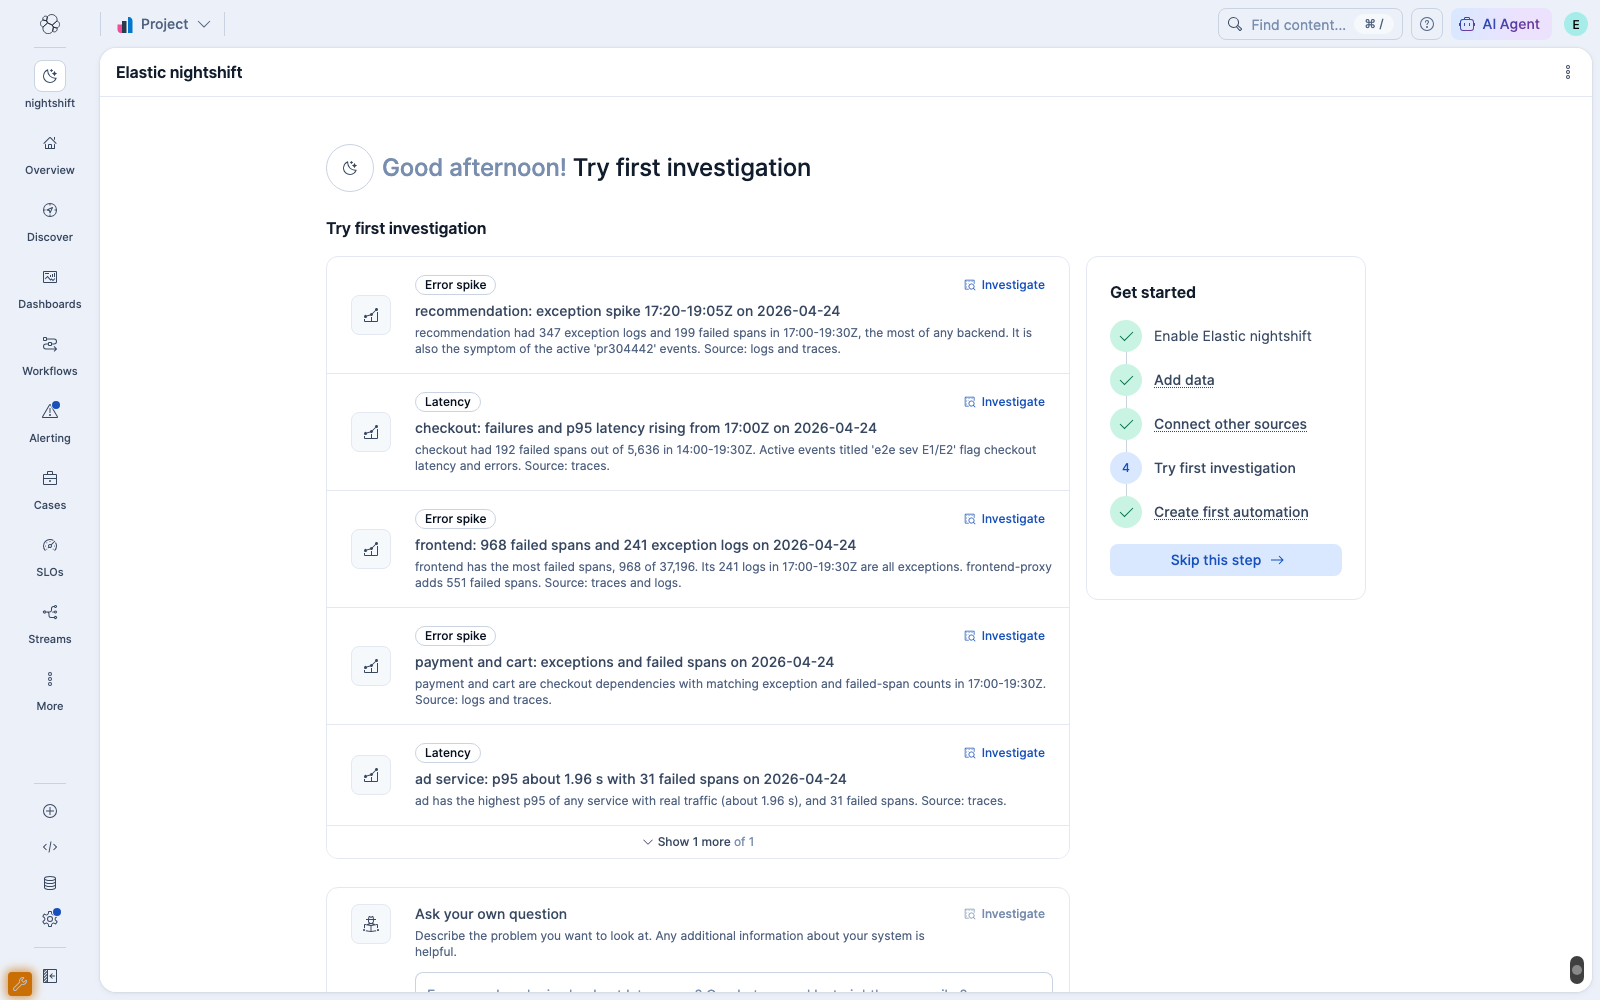 Project
Find content...
⌘ /
AI Agent
E
Elastic nightshift
nightshift
Overview
Discover
Dashboards
Workflows
Alerting
Cases
SLOs
Streams
More
Good afternoon! Try first investigation
Try first investigation
Error spike
Investigate
recommendation: exception spike 17:20-19:05Z on 2026-04-24
recommendation had 347 exception logs and 199 failed spans in 17:00-19:30Z, the most of any backend. It is
also the symptom of the active 'pr304442' events. Source: logs and traces.
Latency
Investigate
checkout: failures and p95 latency rising from 17:00Z on 2026-04-24
checkout had 192 failed spans out of 5,636 in 14:00-19:30Z. Active events titled 'e2e sev E1/E2' flag checkout
latency and errors. Source: traces.
Error spike
Investigate
frontend: 968 failed spans and 241 exception logs on 2026-04-24
frontend has the most failed spans, 968 of 37,196. Its 241 logs in 17:00-19:30Z are all exceptions. frontend-proxy
adds 551 failed spans. Source: traces and logs.
Error spike
Investigate
payment and cart: exceptions and failed spans on 2026-04-24
payment and cart are checkout dependencies with matching exception and failed-span counts in 17:00-19:30Z.
Source: logs and traces.
Latency
Investigate
ad service: p95 about 1.96 s with 31 failed spans on 2026-04-24
ad has the highest p95 of any service with real traffic (about 1.96 s), and 31 failed spans. Source: traces.
Show 1 more of 1
Ask your own question
Investigate
Describe the problem you want to look at. Any additional information about your system is
helpful.
Get started
Enable Elastic nightshift
Add data
Connect other sources
4
Try first investigation
Create first automation
Skip this step →